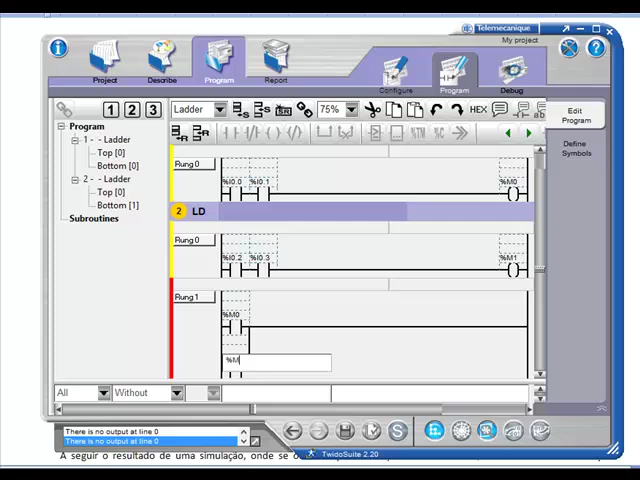 Telemecanique
My project
Project
Describe
Program
Report
Configure
Program
Debug
1 2 3
Ladder
75%
HEX
Edit
Program
Define
Symbols
%TM
%C
Program
1 - - Ladder
Top [0]
Bottom [0]
2 - - Ladder
Top [0]
Bottom [1]
Subroutines
Rung 0
%I0.0
%I0.1
%M0
2 LD
Rung 0
%I0.2
%I0.3
%M1
Rung 1
%M0
%M
All
Without
There is no output at line 0
There is no output at line 0
TwidoSuite 2.20
A seguir o resultado de uma simulação, onde se o